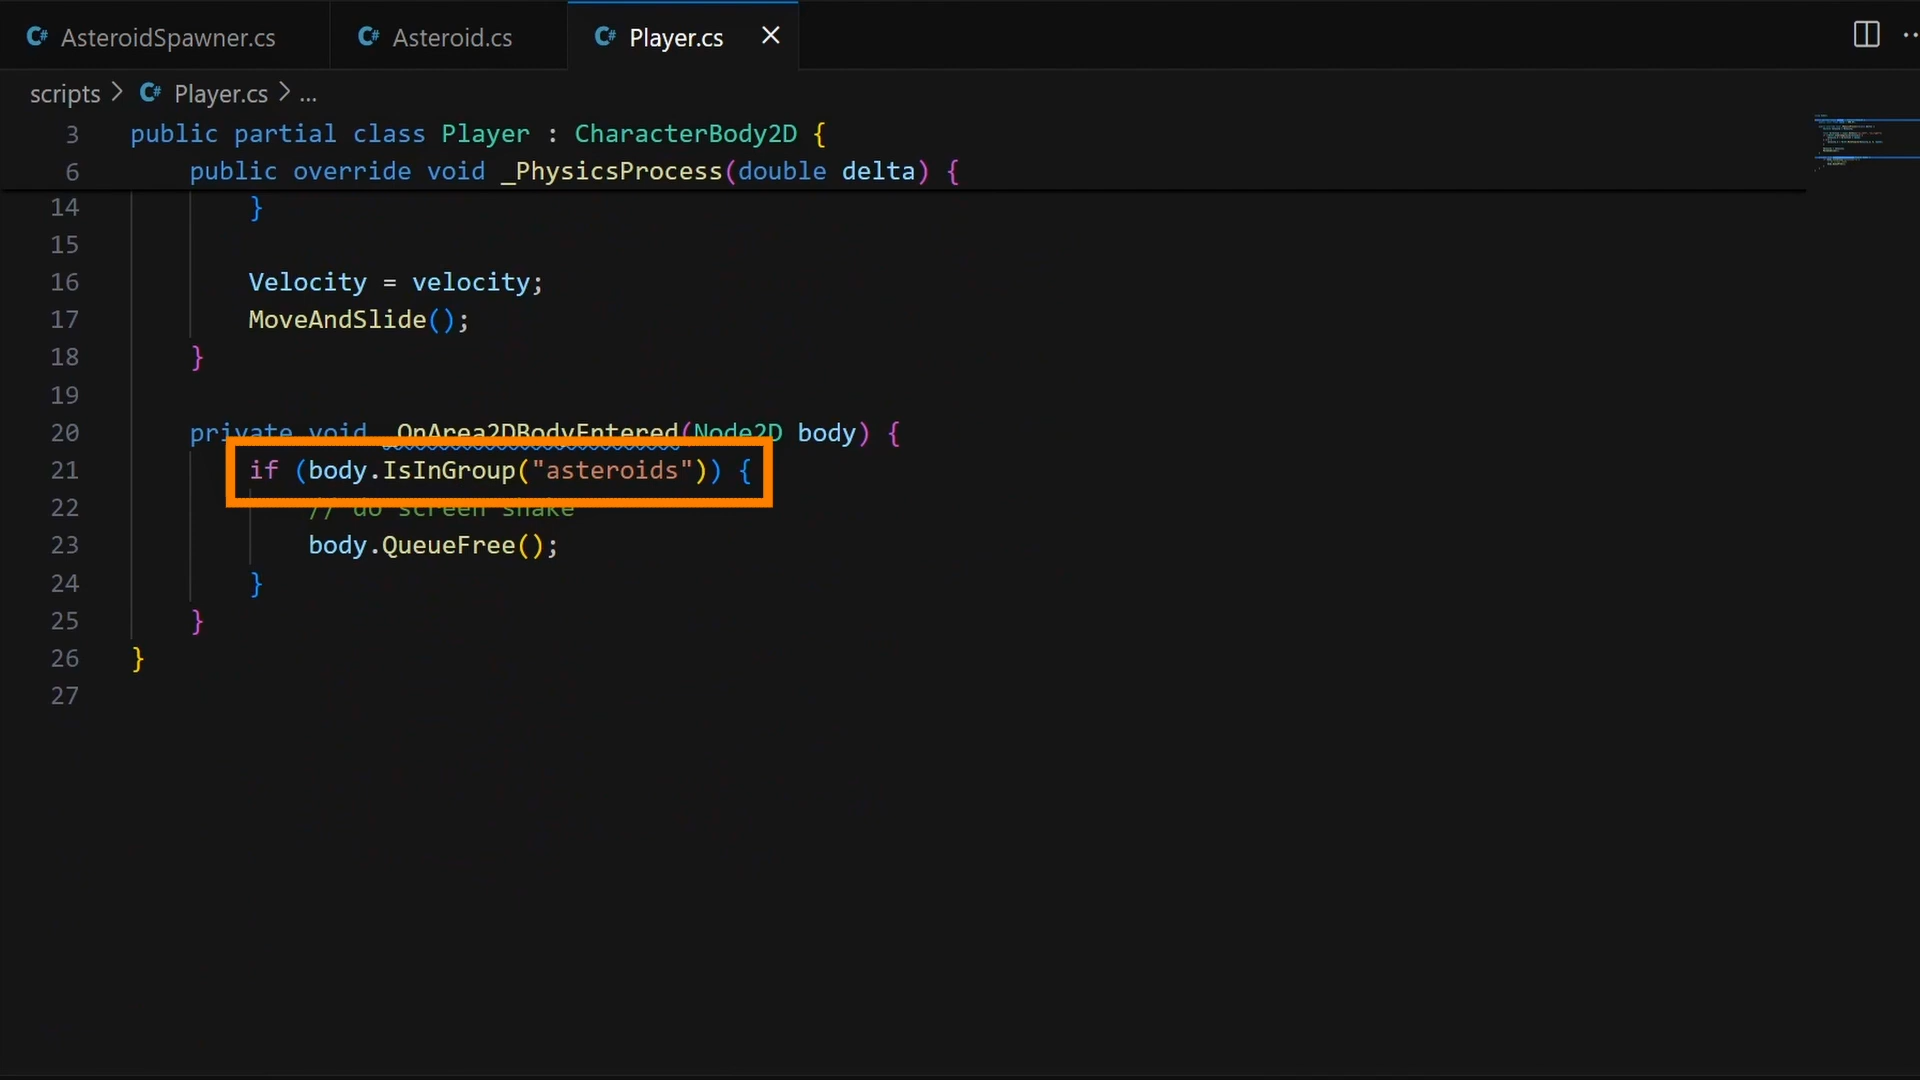 C# AsteroidSpawner.cs C# Asteroid.cs C# Player.cs
scripts > C# Player.cs > ...
3 public partial class Player : CharacterBody2D {
6 public override void _PhysicsProcess(double delta) {
14 }
15
16 Velocity = velocity;
17 MoveAndSlide();
18 }
19
20 private void _OnArea2DBodyEntered(Node2D body) {
21 if (body.IsInGroup("asteroids")) {
22 // do screen shake
23 body.QueueFree();
24 }
25 }
26 }
27